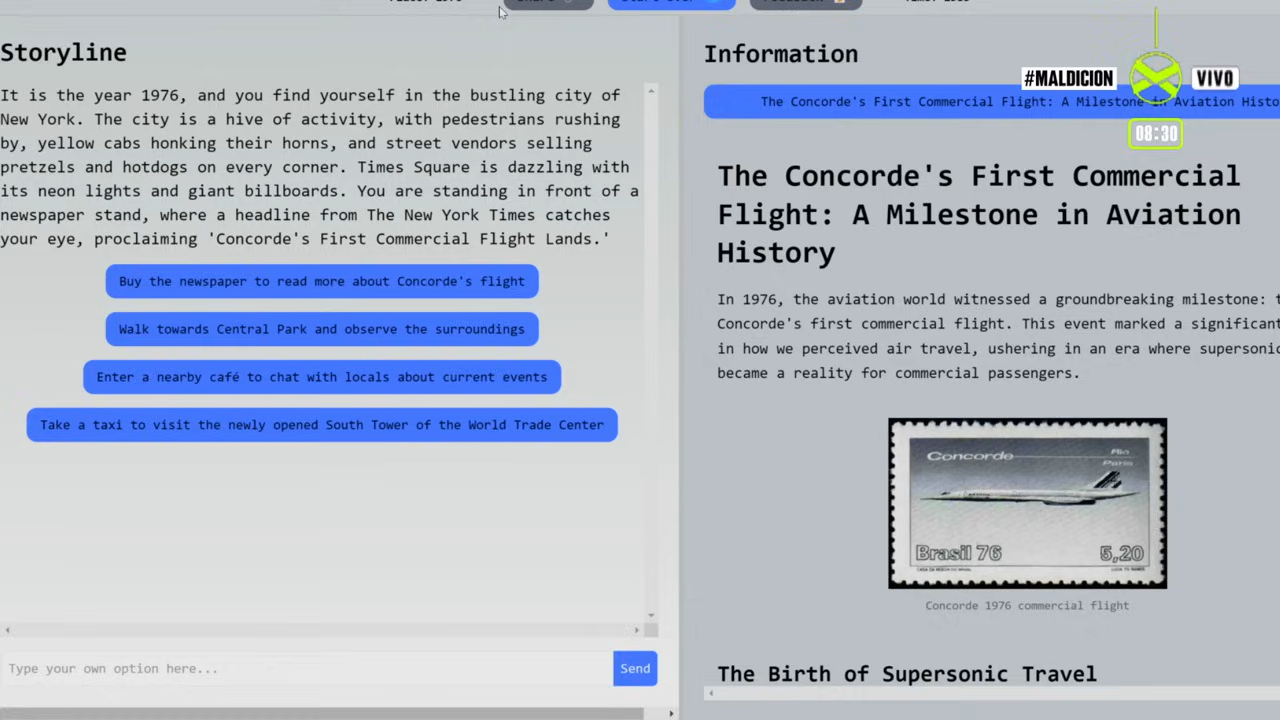 Storyline
It is the year 1976, and you find yourself in the bustling city of
New York. The city is a hive of activity, with pedestrians rushing
by, yellow cabs honking their horns, and street vendors selling
pretzels and hotdogs on every corner. Times Square is dazzling with
its neon lights and giant billboards. You are standing in front of a
newspaper stand, where a headline from The New York Times catches
your eye, proclaiming 'Concorde's First Commercial Flight Lands.'
Buy the newspaper to read more about Concorde's flight
Walk towards Central Park and observe the surroundings
Enter a nearby café to chat with locals about current events
Take a taxi to visit the newly opened South Tower of the World Trade Center
Type your own option here...
Send
Information
#MALDICION
VIVO
08:30
The Concorde's First Commercial Flight: A Milestone in Aviation Histo
The Concorde's First Commercial
Flight: A Milestone in Aviation
History
In 1976, the aviation world witnessed a groundbreaking milestone: t
Concorde's first commercial flight. This event marked a significant
in how we perceived air travel, ushering in an era where supersonic
became a reality for commercial passengers.
Concorde
Rio
Paris
Brasil 76
5,20
Concorde 1976 commercial flight
The Birth of Supersonic Travel